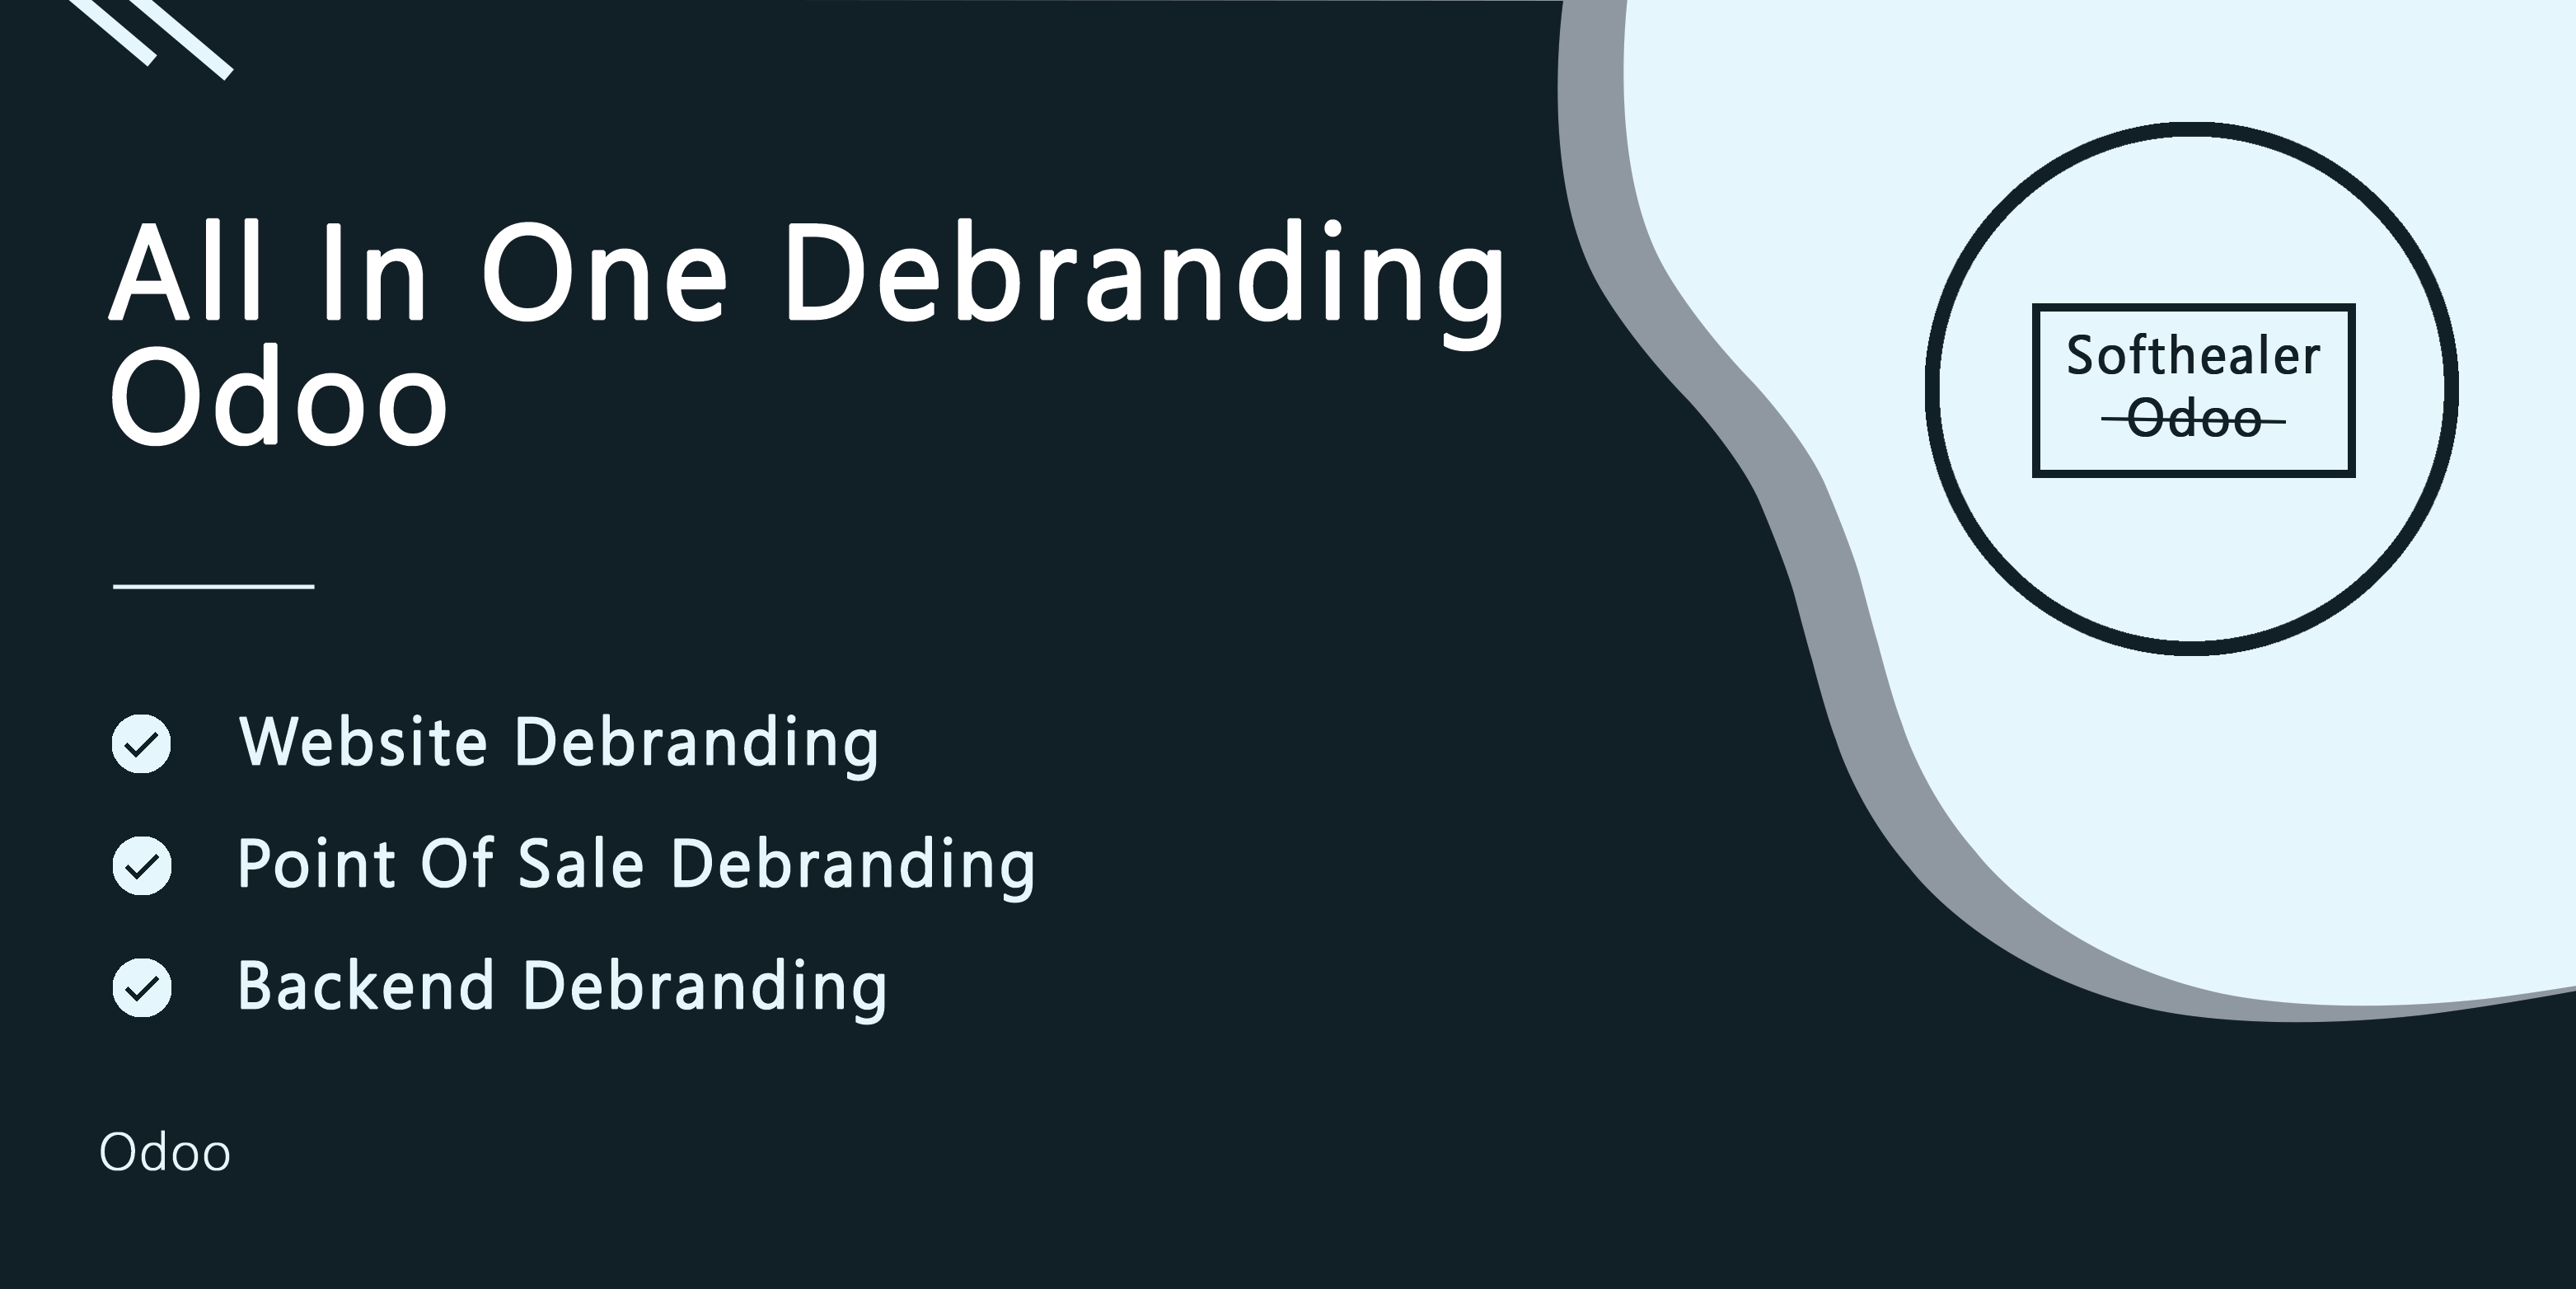 All In One Debranding
Odoo
Softhealer
Odoo
Website Debranding
Point Of Sale Debranding
Backend Debranding
Odoo